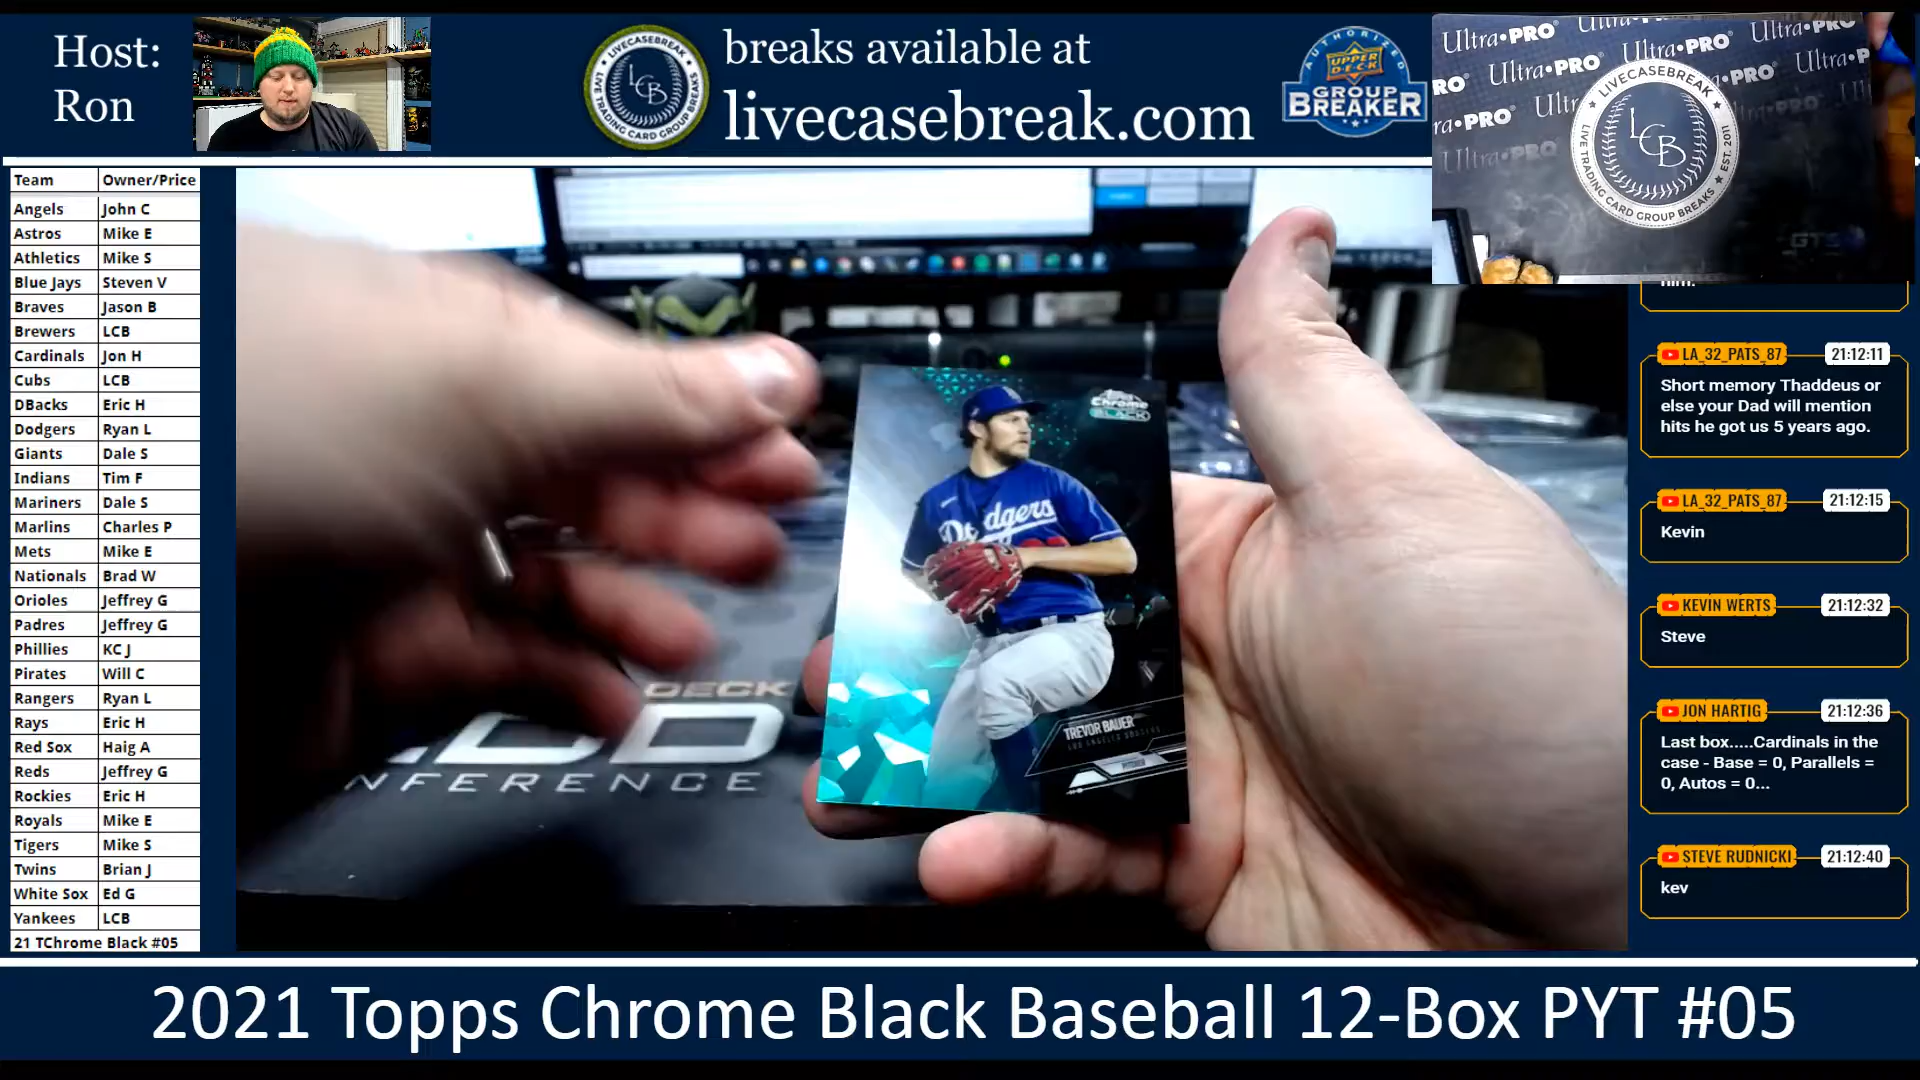 Host:
Ron
LIVECASEBREAK
LCB
LIVE TRADING CARD GROUP BREAKS
breaks available at
livecasebreak.com
AUTHORIZED
UPPER DECK
GROUP
BREAKER
Ultra•PRO
LIVECASEBREAK
LCB
LIVE TRADING CARD GROUP BREAKS
EST. 2011
GTS
Team Owner/Price
Angels John C
Astros Mike E
Athletics Mike S
Blue Jays Steven V
Braves Jason B
Brewers LCB
Cardinals Jon H
Cubs LCB
DBacks Eric H
Dodgers Ryan L
Giants Dale S
Indians Tim F
Mariners Dale S
Marlins Charles P
Mets Mike E
Nationals Brad W
Orioles Jeffrey G
Padres Jeffrey G
Phillies KC J
Pirates Will C
Rangers Ryan L
Rays Eric H
Red Sox Haig A
Reds Jeffrey G
Rockies Eric H
Royals Mike E
Tigers Mike S
Twins Brian J
White Sox Ed G
Yankees LCB
21 TChrome Black #05
Chrome
BLACK
Dodgers
TREVOR BAUER
LOS ANGELES DODGERS
PITCHER
DECK
NFERENCE
him.
LA_32_PATS_87 21:12:11
Short memory Thaddeus or
else your Dad will mention
hits he got us 5 years ago.
LA_32_PATS_87 21:12:15
Kevin
KEVIN WERTS 21:12:32
Steve
JON HARTIG 21:12:36
Last box.....Cardinals in the
case - Base = 0, Parallels =
0, Autos = 0...
STEVE RUDNICKI 21:12:40
kev
2021 Topps Chrome Black Baseball 12-Box PYT #05